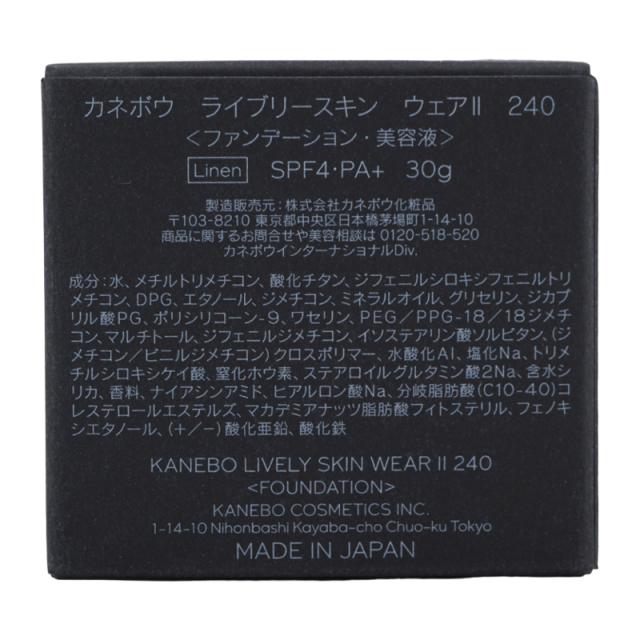 カネボウ ライブリースキン ウェアII 240
<ファンデーション・美容液>
Linen SPF4・PA+ 30g
製造販売元：株式会社カネボウ化粧品
〒103-8210 東京都中央区日本橋茅場町1-14-10
商品に関するお問合せや美容相談は 0120-518-520
カネボウインターナショナルDiv.
成分：水、メチルトリメチコン、酸化チタン、ジフェニルシロキシフェニルトリ
メチコン、DPG、エタノール、ジメチコン、ミネラルオイル、グリセリン、ジカプ
リル酸PG、ポリシリコーン-9、ワセリン、PEG／PPG-18／18ジメチ
コン、マルチトール、ジフェニルジメチコン、イソステアリン酸ソルビタン、(ジ
メチコン／ビニルジメチコン)クロスポリマー、水酸化Al、塩化Na、トリメ
チルシロキシケイ酸、窒化ホウ素、ステアロイルグルタミン酸2Na、含水シ
リカ、香料、ナイアシンアミド、ヒアルロン酸Na、分岐脂肪酸(C10-40)コ
レステロールエステルズ、マカデミアナッツ脂肪酸フィトステリル、フェノキ
シエタノール、(+/-)酸化亜鉛、酸化鉄
KANEBO LIVELY SKIN WEAR II 240
<FOUNDATION>
KANEBO COSMETICS INC.
1-14-10 Nihonbashi Kayaba-cho Chuo-ku Tokyo
MADE IN JAPAN